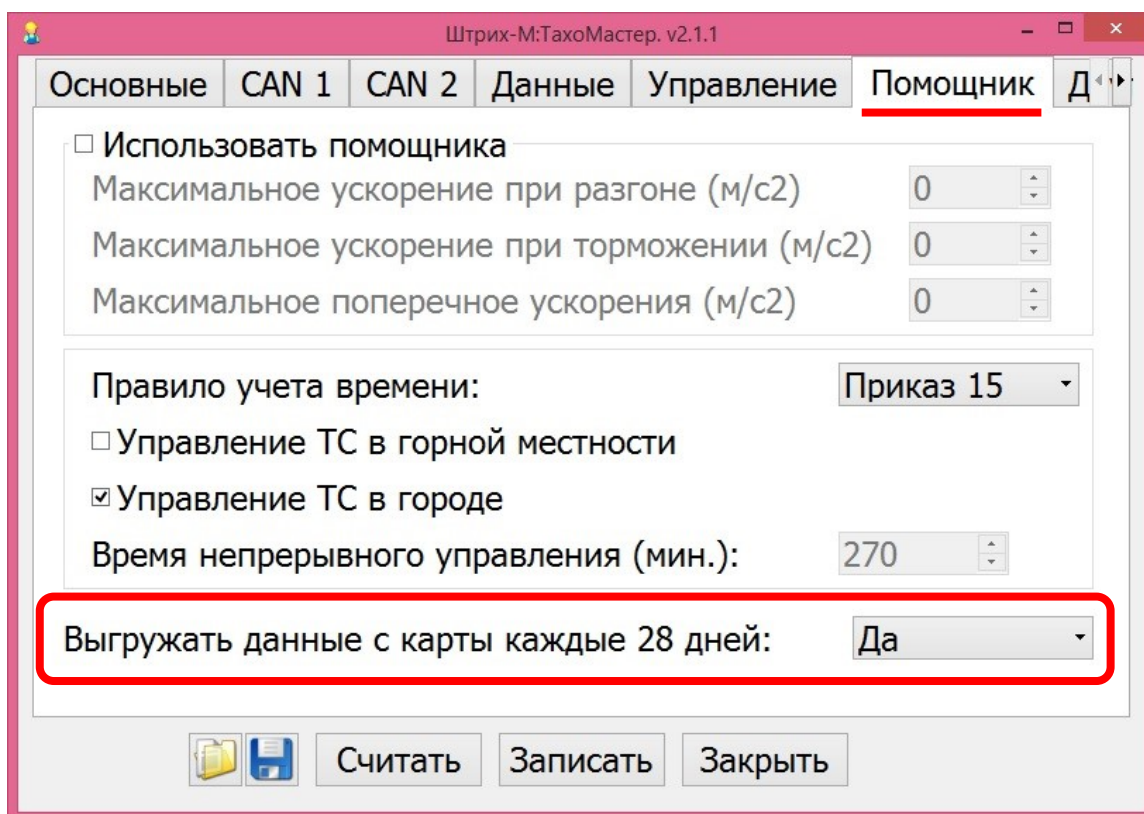 Штрих-М:ТахоМастер. v2.1.1
Основные CAN 1 CAN 2 Данные Управление Помощник
Использовать помощника
Максимальное ускорение при разгоне (м/с2) 0
Максимальное ускорение при торможении (м/с2) 0
Максимальное поперечное ускорения (м/с2) 0
Правило учета времени: Приказ 15
Управление ТС в горной местности
Управление ТС в городе
Время непрерывного управления (мин.): 270
Выгружать данные с карты каждые 28 дней: Да
Считать Записать Закрыть